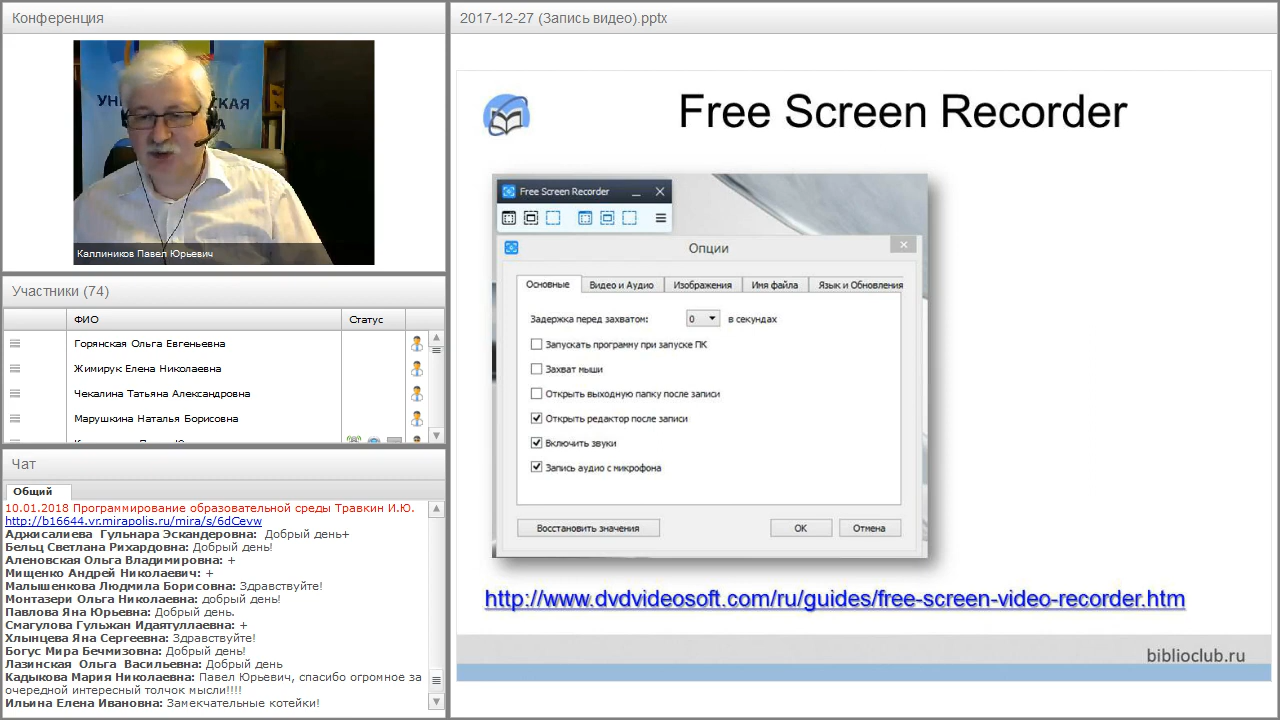 Конференция
Каллиников Павел Юрьевич
Участники (74)
ФИО
Статус
Горянская Ольга Евгеньевна
Жимирук Елена Николаевна
Чекалина Татьяна Александровна
Марушкина Наталья Борисовна
Чат
Общий
10.01.2018 Программирование образовательной среды Травкин И.Ю.
http://b16644.vr.mirapolis.ru/mira/s/6dCevw
Аджисалиева Гульнара Эскандеровна: Добрый день+
Бельц Светлана Рихардовна: Добрый день!
Аленовская Ольга Владимировна: +
Мищенко Андрей Николаевич: +
Малышенкова Людмила Борисовна: Здравствуйте!
Монтазери Ольга Николаевна: добрый день!
Павлова Яна Юрьевна: Добрый день.
Смагулова Гульжан Идаятуллаевна: +
Хлынцева Яна Сергеевна: Здравствуйте!
Богус Мира Бечмизовна: Добрый день!
Лазинская Ольга Васильевна: Добрый день
Кадыкова Мария Николаевна: Павел Юрьевич, спасибо огромное за
очередной интересный толчок мысли!!!!
Ильина Елена Ивановна: Замекчательные котейки!
2017-12-27 (Запись видео).pptx
Free Screen Recorder
Free Screen Recorder
Опции
Основные
Видео и Аудио
Изображения
Имя файла
Язык и Обновления
Задержка перед захватом: 0 в секундах
Запускать программу при запуске ПК
Захват мыши
Открыть выходную папку после записи
Открыть редактор после записи
Включить звуки
Запись аудио с микрофона
Восстановить значения
ОК
Отмена
http://www.dvdvideosoft.com/ru/guides/free-screen-video-recorder.htm
biblioclub.ru